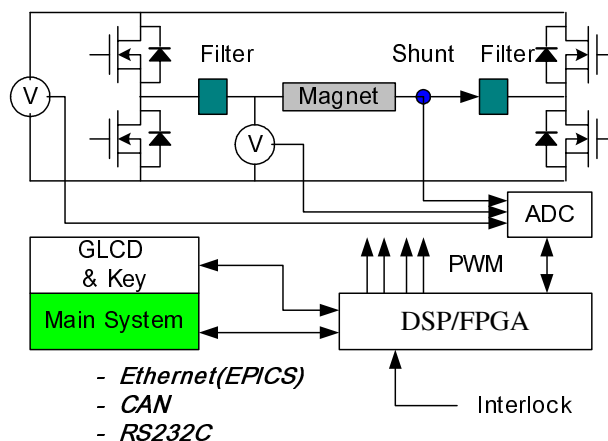 Filter
Shunt
Filter
V
Magnet
V
ADC
GLCD
& Key
PWM
Main System
DSP/FPGA
- Ethernet(EPICS)
- CAN
- RS232C
Interlock